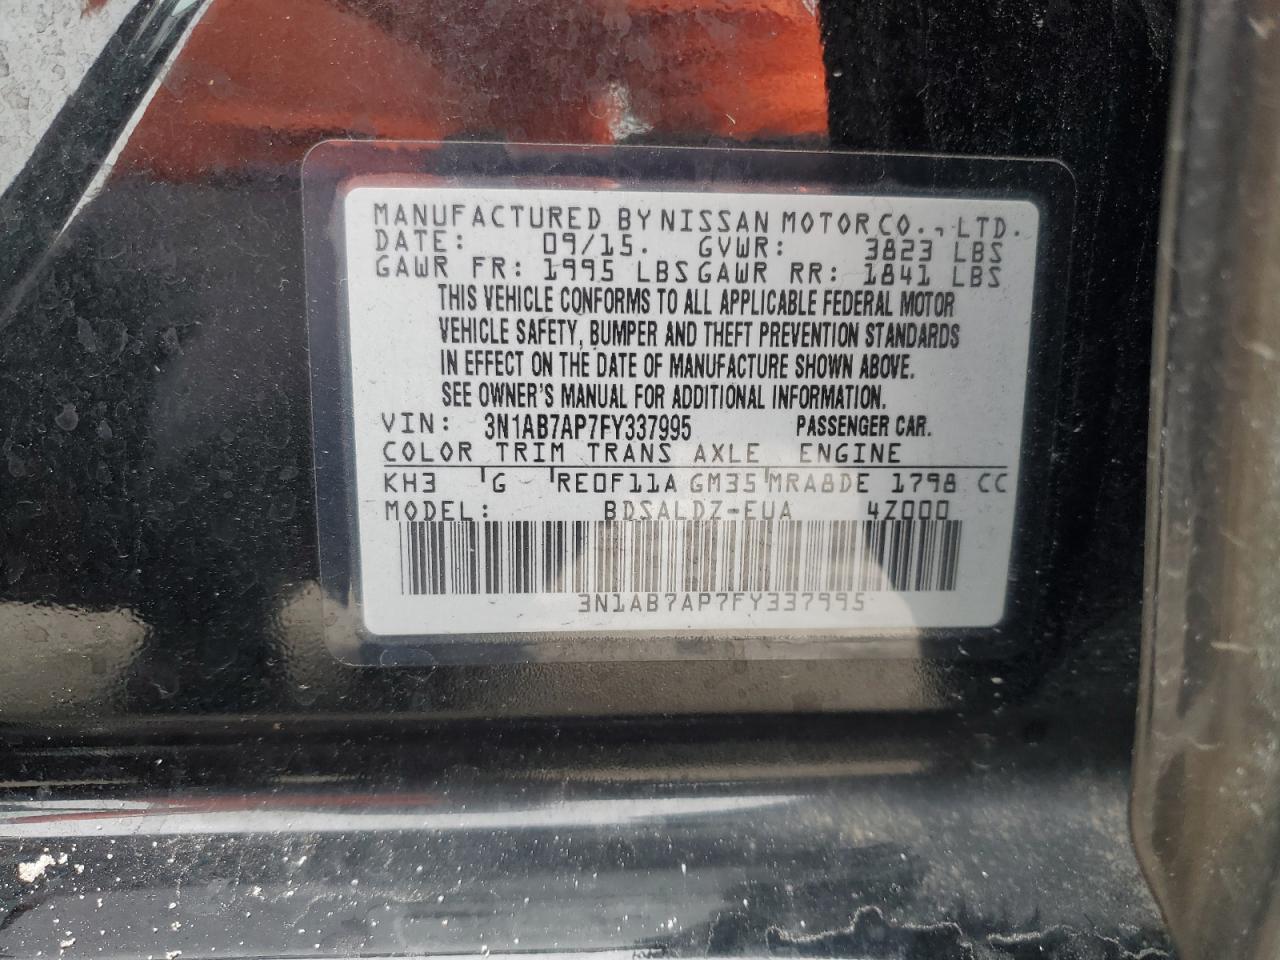 MANUFACTURED BY NISSAN MOTOR CO., LTD.
DATE: 09/15. GVWR: 3823 LBS
GAWR FR: 1995 LBS GAWR RR: 1841 LBS
THIS VEHICLE CONFORMS TO ALL APPLICABLE FEDERAL MOTOR
VEHICLE SAFETY, BUMPER AND THEFT PREVENTION STANDARDS
IN EFFECT ON THE DATE OF MANUFACTURE SHOWN ABOVE.
SEE OWNER'S MANUAL FOR ADDITIONAL INFORMATION.
VIN: 3N1AB7AP7FY337995 PASSENGER CAR.
COLOR TRIM TRANS AXLE ENGINE
KH3 G RE0F11A GM35 MRA8DE 1798 CC
MODEL: BDSALDZ-EUA 4Z000
3N1AB7AP7FY337995